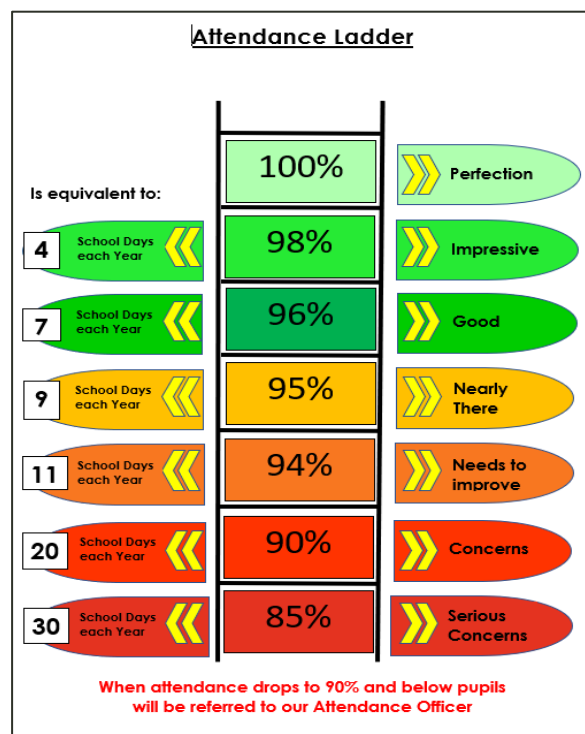 Attendance Ladder
100%
Perfection
Is equivalent to:
4
School Days
each Year
98%
Impressive
7
School Days
each Year
96%
Good
9
School Days
each Year
95%
Nearly
There
11
School Days
each Year
94%
Needs to
improve
20
School Days
each Year
90%
Concerns
30
School Days
each Year
85%
Serious
Concerns
When attendance drops to 90% and below pupils
will be referred to our Attendance Officer